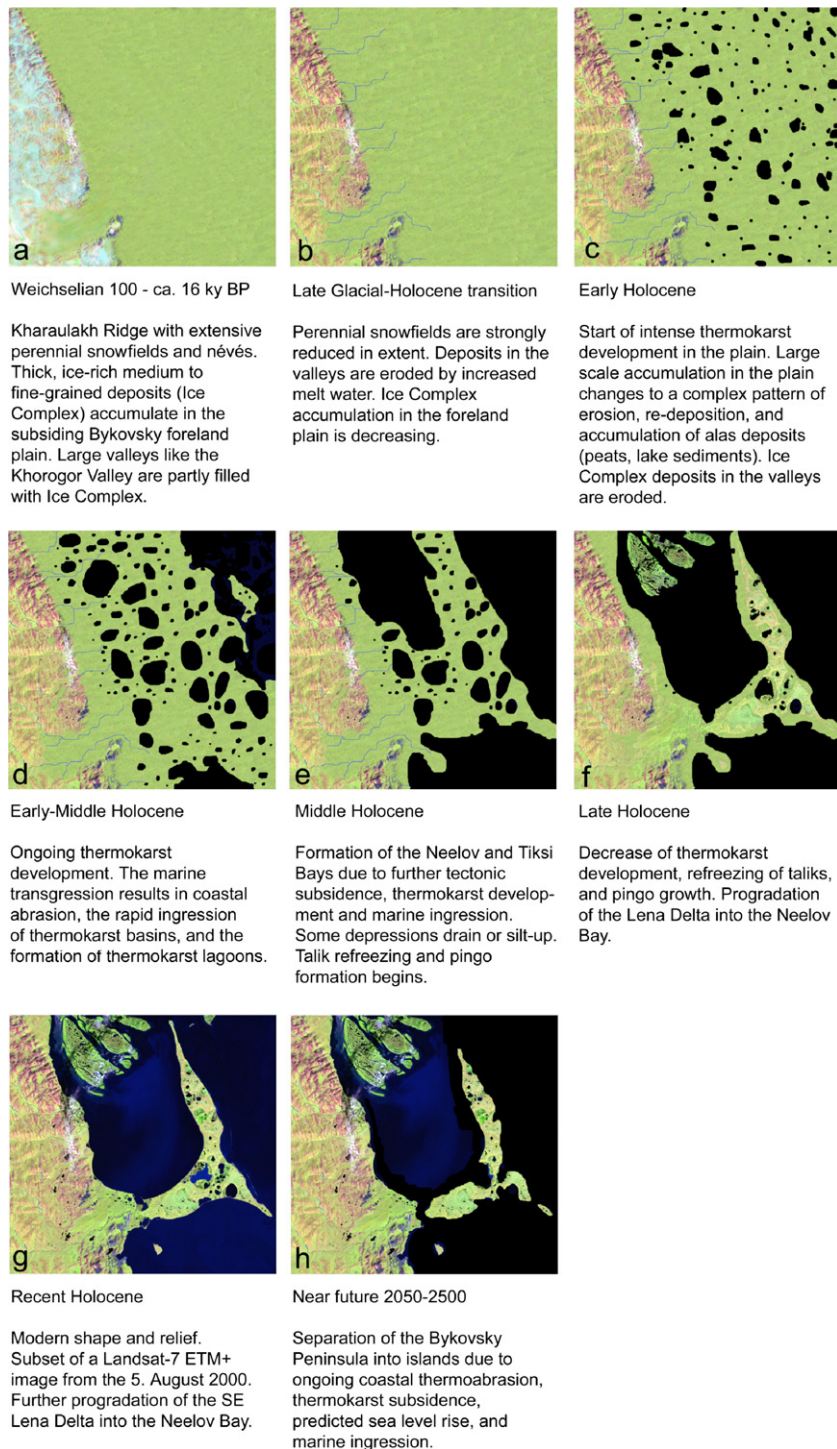 a
Weichselian 100 - ca. 16 ky BP
Kharaulakh Ridge with extensive
perennial snowfields and névés.
Thick, ice-rich medium to
fine-grained deposits (Ice
Complex) accumulate in the
subsiding Bykovsky foreland
plain. Large valleys like the
Khorogor Valley are partly filled
with Ice Complex.
b
Late Glacial-Holocene transition
Perennial snowfields are strongly
reduced in extent. Deposits in the
valleys are eroded by increased
melt water. Ice Complex
accumulation in the foreland
plain is decreasing.
c
Early Holocene
Start of intense thermokarst
development in the plain. Large
scale accumulation in the plain
changes to a complex pattern of
erosion, re-deposition, and
accumulation of alas deposits
(peats, lake sediments). Ice
Complex deposits in the valleys
are eroded.
d
Early-Middle Holocene
Ongoing thermokarst
development. The marine
transgression results in coastal
abrasion, the rapid ingression
of thermokarst basins, and the
formation of thermokarst lagoons.
e
Middle Holocene
Formation of the Neelov and Tiksi
Bays due to further tectonic
subsidence, thermokarst develop-
ment and marine ingression.
Some depressions drain or silt-up.
Talik refreezing and pingo
formation begins.
f
Late Holocene
Decrease of thermokarst
development, refreezing of taliks,
and pingo growth. Progradation
of the Lena Delta into the Neelov
Bay.
g
Recent Holocene
Modern shape and relief.
Subset of a Landsat-7 ETM+
image from the 5. August 2000.
Further progradation of the SE
Lena Delta into the Neelov Bay.
h
Near future 2050-2500
Separation of the Bykovsky
Peninsula into islands due to
ongoing coastal thermoabrasion,
thermokarst subsidence,
predicted sea level rise, and
marine ingression.